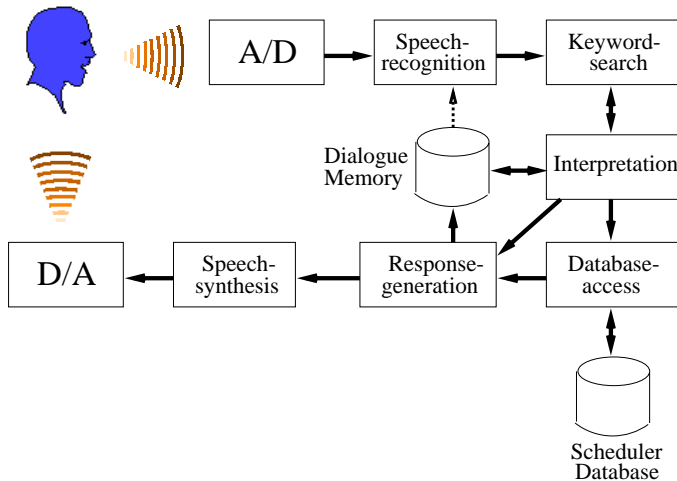 A/D
Speech-
recognition
Keyword-
search
Dialogue
Memory
Interpretation
D/A
Speech-
synthesis
Response-
generation
Database-
access
Scheduler
Database